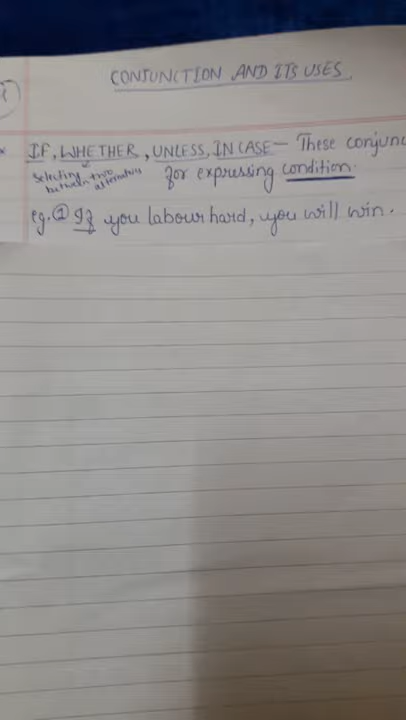 CONJUNCTION AND ITS USES
IF, WHETHER, UNLESS, IN CASE - These conjunc
selecting two
between alternatives
for expressing condition.
eg. ① If you labour hard, you will win.